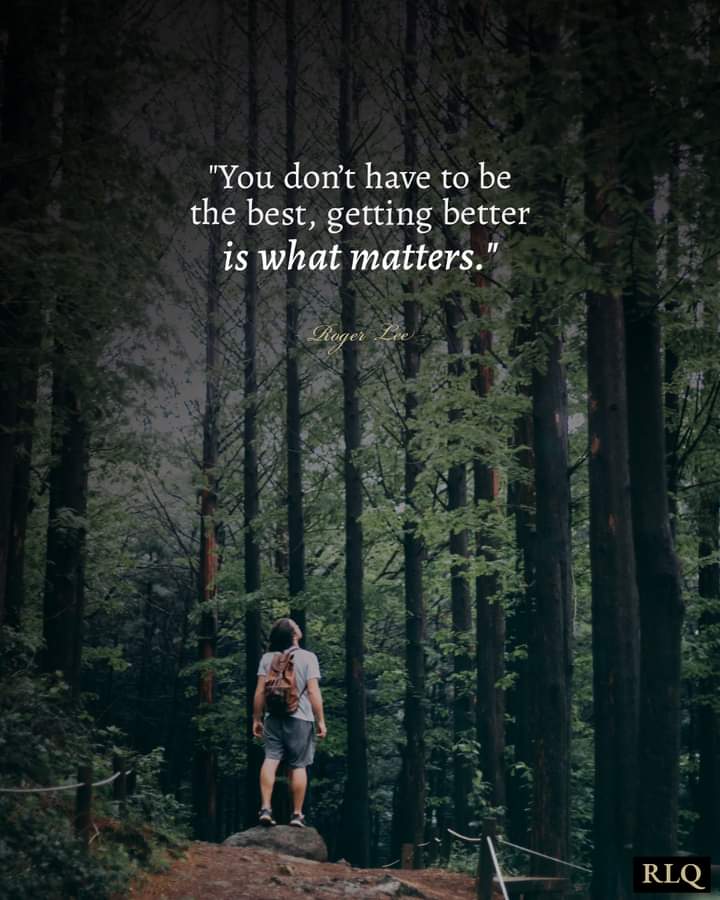 "You don’t have to be
the best, getting better
is what matters."
Roger Lee
RLQ